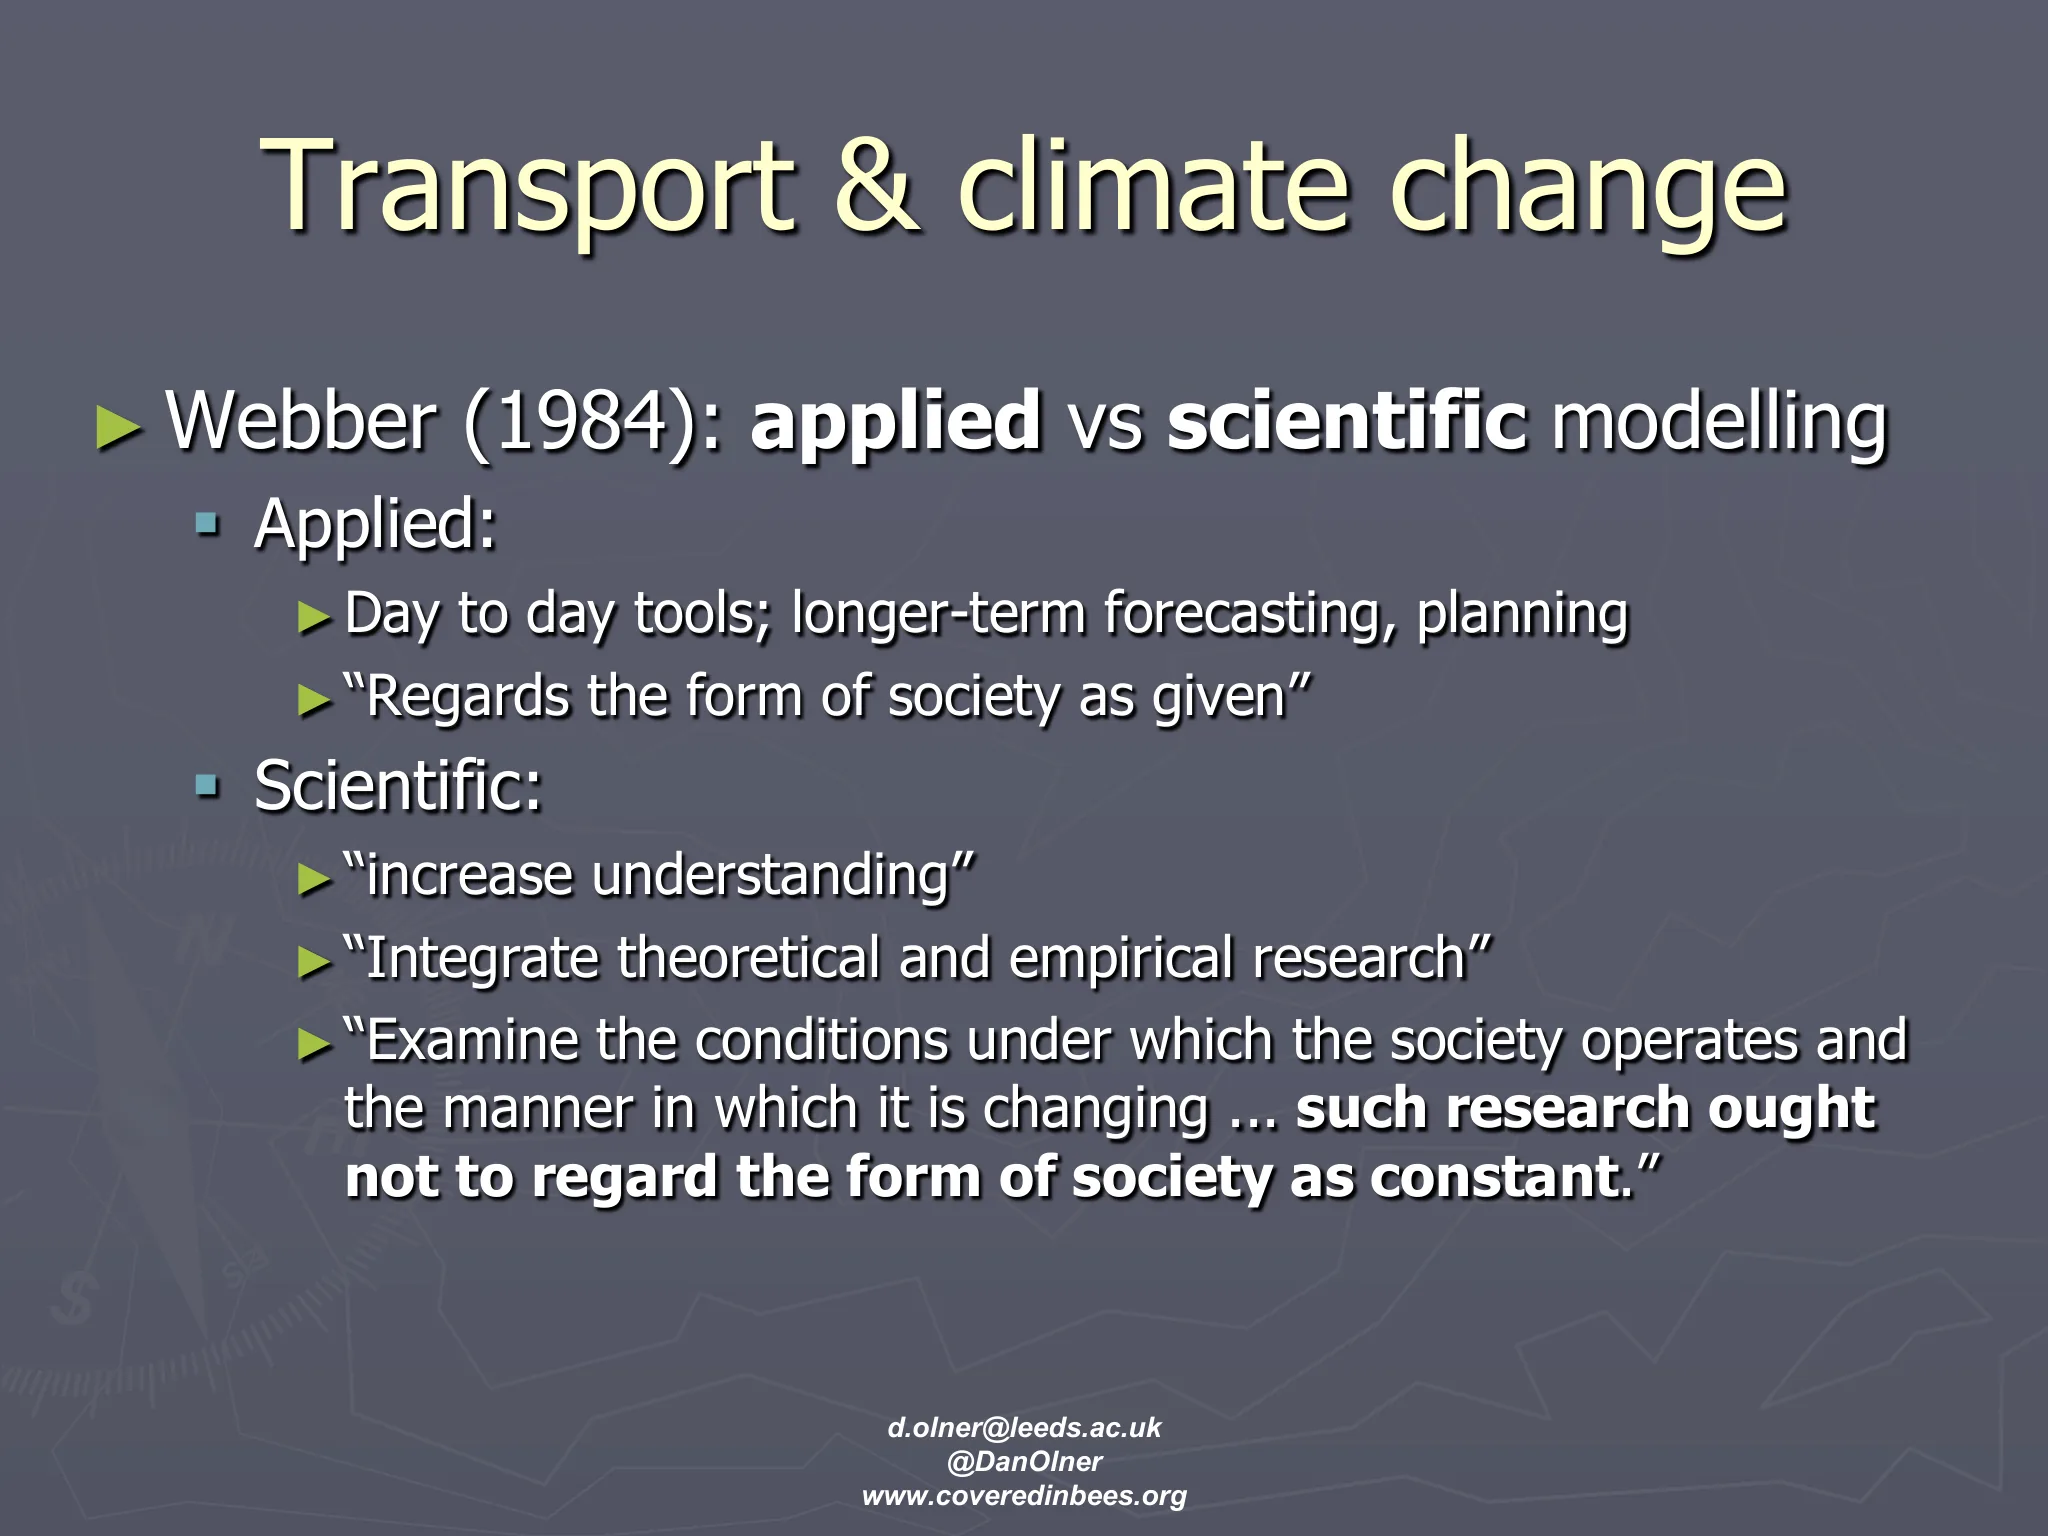 Transport & climate change
► Webber (1984): applied vs scientific modelling
▪ Applied:
► Day to day tools; longer-term forecasting, planning
► “Regards the form of society as given”
▪ Scientific:
► “increase understanding”
► “Integrate theoretical and empirical research”
► “Examine the conditions under which the society operates and
the manner in which it is changing ... such research ought
not to regard the form of society as constant.”
N
S
d.olner@leeds.ac.uk
@DanOlner
www.coveredinbees.org